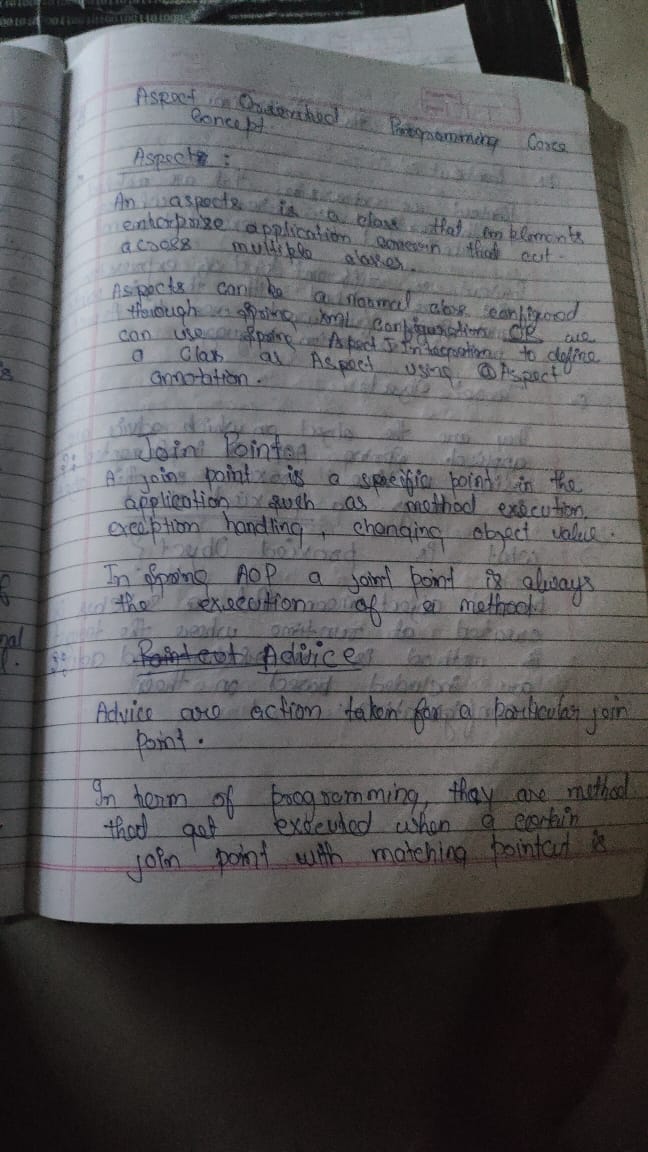 Aspect Oriented Programming Core
Concept.
Aspects :
An aspects is a class that implements
enterprise application concern that cut
across multiple classes.
Aspects can be a normal class configured
through spring XML configuration OR we
can use spring AspectJ Integration to define
a Class as Aspect using @Aspect
annotation.
Join Points
A join point is a specific point in the
application such as method execution,
exception handling, changing object value.
In Spring AOP a joint point is always
the execution of a method.
Pointcut Advice
Advice are action taken for a particular join
point.
In term of programming, they are method
that get executed when a certain
join point with matching pointcut is